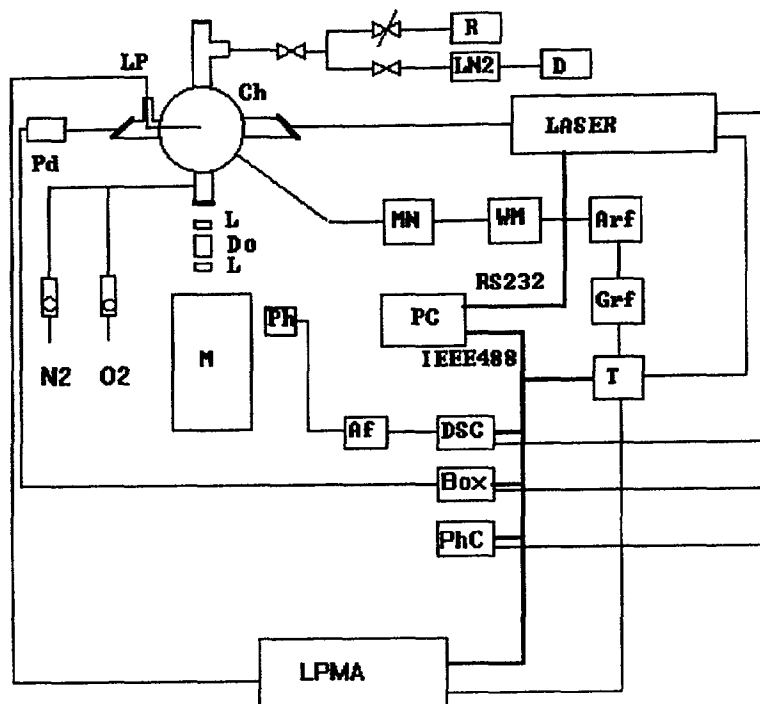 R
LP
LN2
D
Ch
LASER
Pd
L
MN
WM
Arf
Do
L
RS232
Grf
Ph
PC
M
IEEE488
N2
O2
T
Af
DSC
Box
PhC
LPMA